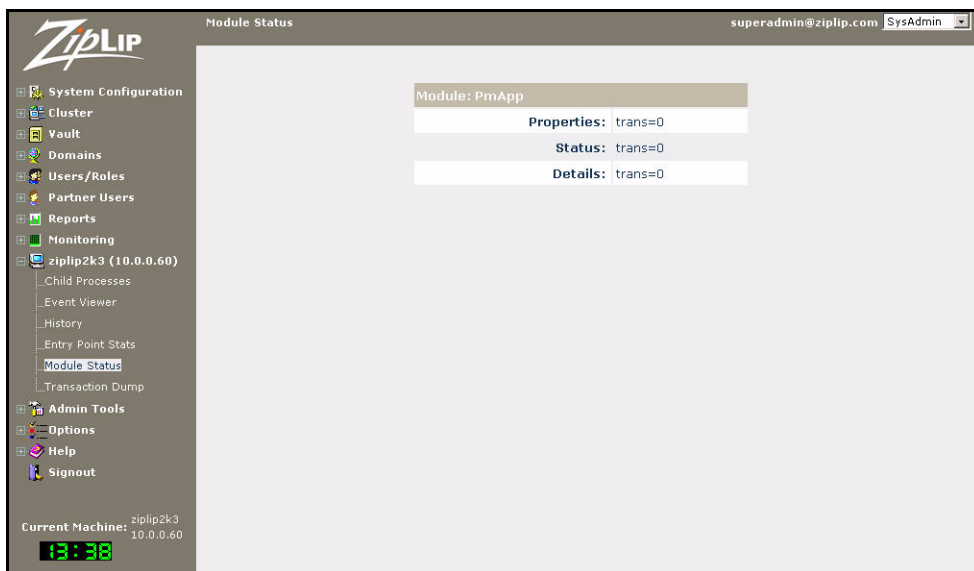 Module Status
superadmin@ziplip.com SysAdmin
ZipLip
System Configuration
Cluster
Vault
Domains
Users/Roles
Partner Users
Reports
Monitoring
ziplip2k3 (10.0.0.60)
Child Processes
Event Viewer
History
Entry Point Stats
Module Status
Transaction Dump
Admin Tools
Options
Help
Signout
Current Machine: ziplip2k3
10.0.0.60
13:38
Module: PmApp
Properties: trans=0
Status: trans=0
Details: trans=0